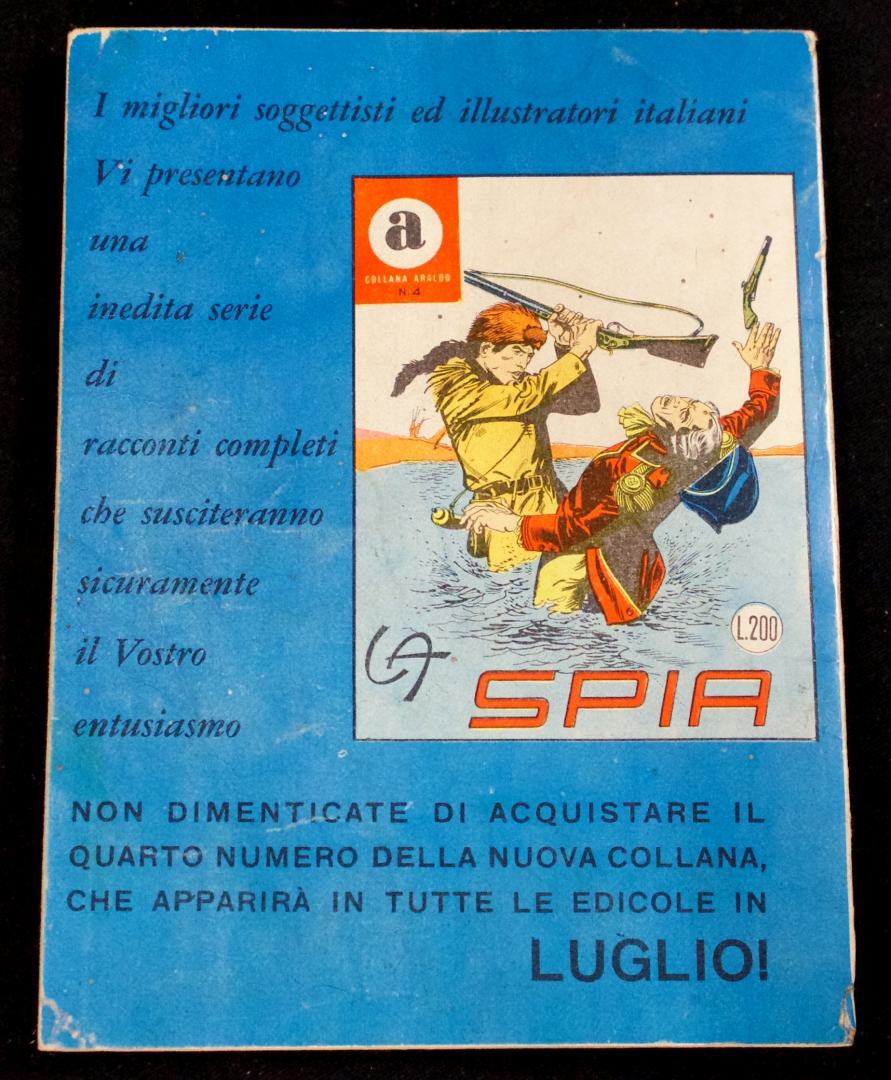 I migliori soggettisti ed illustratori italiani
Vi presentano
una
inedita serie
di
racconti completi
che susciteranno
sicuramente
il Vostro
entusiasmo
a
COLLANA ARALDO
N. 4
L.200
LA
SPIA
NON DIMENTICATE DI ACQUISTARE IL
QUARTO NUMERO DELLA NUOVA COLLANA,
CHE APPARIRÀ IN TUTTE LE EDICOLE IN
LUGLIO!